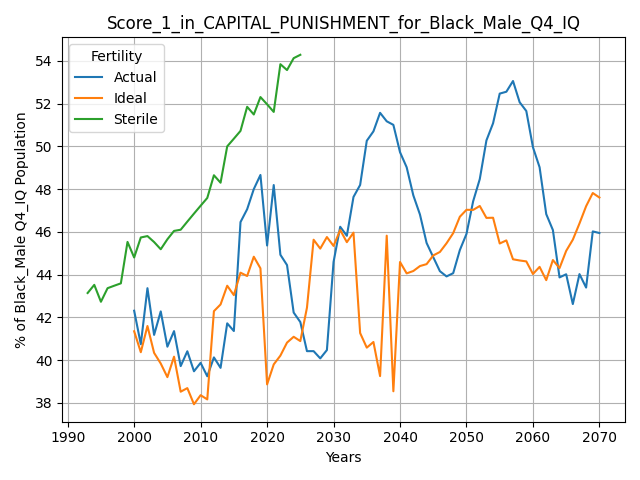 Score_1_in_CAPITAL_PUNISHMENT_for_Black_Male_Q4_IQ
Fertility
Actual
Ideal
Sterile
% of Black_Male Q4_IQ Population
54
52
50
48
46
44
42
40
38
1990 2000 2010 2020 2030 2040 2050 2060 2070
Years